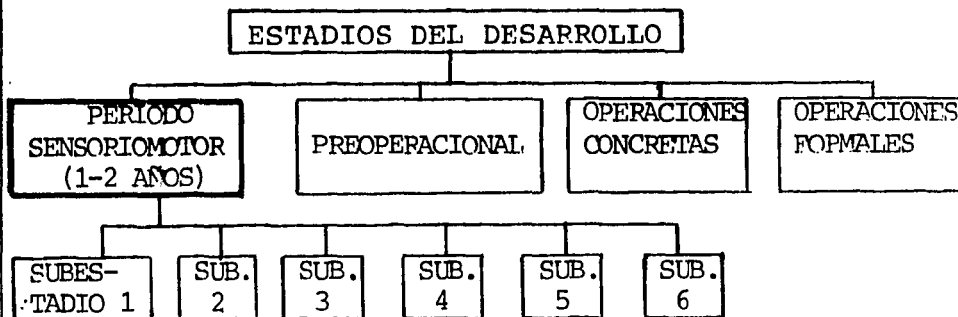 ESTADIOS DEL DESARROLLO
PERIODO
SENSORIOMOTOR
(1-2 AÑOS)
PREOPERACIONAL
OPERACIONES
CONCRETAS
OPERACIONES
FOPMALES
SUBES-
TADIO 1
SUB.
2
SUB.
3
SUB.
4
SUB.
5
SUB.
6